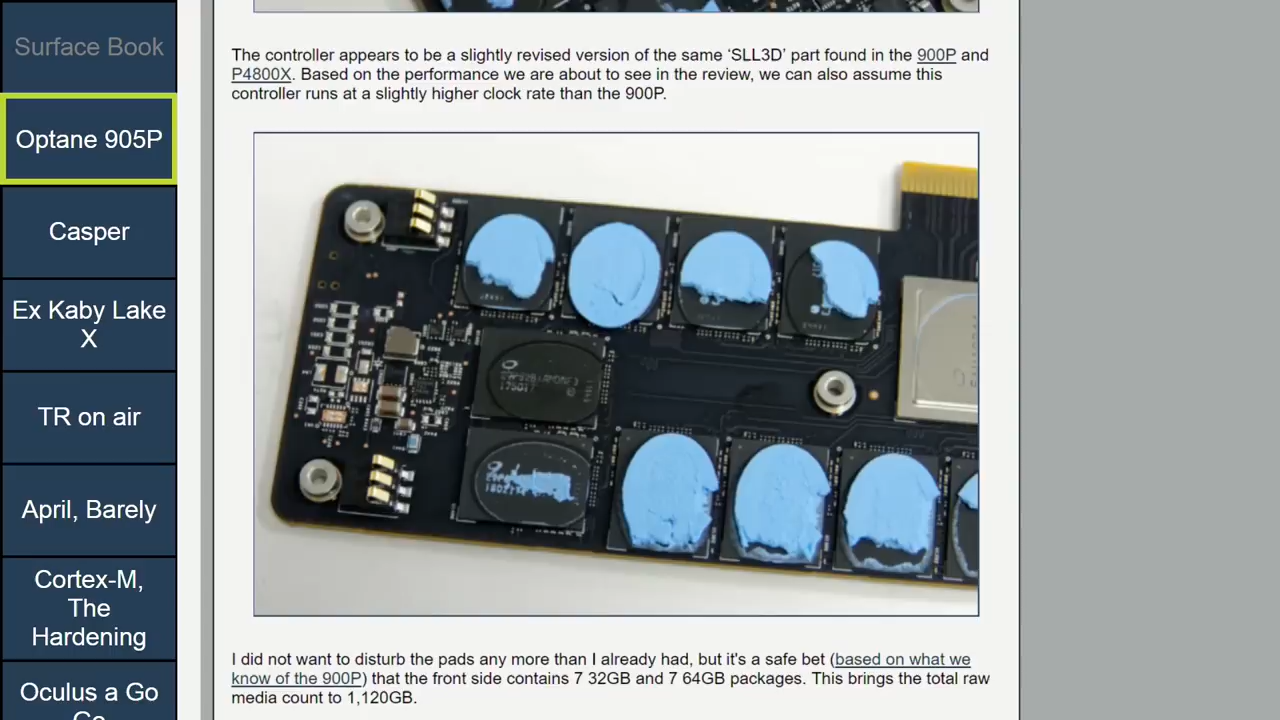 Surface Book
Optane 905P
Casper
Ex Kaby Lake
X
TR on air
April, Barely
Cortex-M,
The
Hardening
Oculus a Go
Go
The controller appears to be a slightly revised version of the same ‘SLL3D’ part found in the 900P and
P4800X. Based on the performance we are about to see in the review, we can also assume this
controller runs at a slightly higher clock rate than the 900P.
I did not want to disturb the pads any more than I already had, but it's a safe bet (based on what we
know of the 900P) that the front side contains 7 32GB and 7 64GB packages. This brings the total raw
media count to 1,120GB.